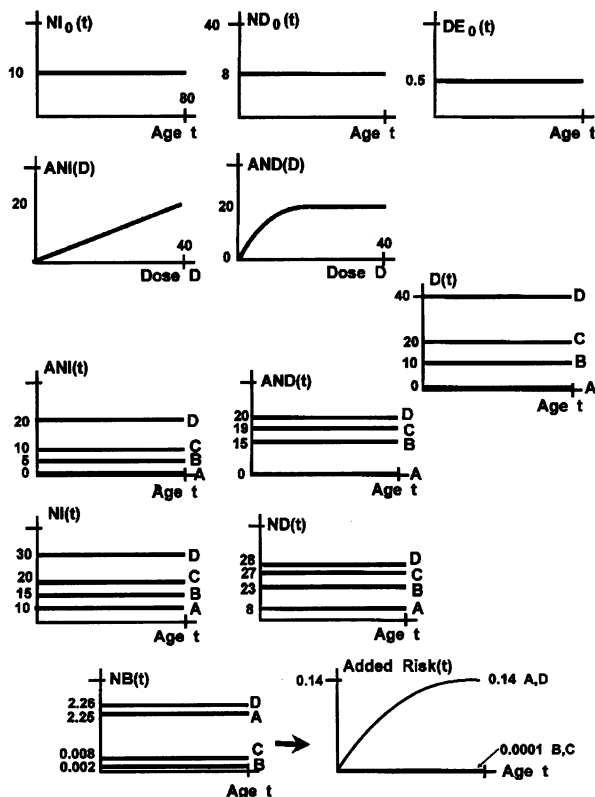 NI0(t)
10
80
Age t
40
ND0(t)
8
Age t
DE0(t)
0.5
Age t
ANI(D)
20
40
Dose D
AND(D)
20
0
40
Dose D
D(t)
40
D
20
C
10
B
0
A
Age t
ANI(t)
20
D
10
C
5
B
0
A
Age t
AND(t)
20
D
19
C
15
B
0
A
Age t
NI(t)
30
D
20
C
15
B
10
A
Age t
ND(t)
28
D
27
C
23
B
8
A
Age t
NB(t)
2.26
D
2.25
A
0.008
C
0.002
B
Age t
Added Risk(t)
0.14
0.14 A,D
0.0001 B,C
Age t